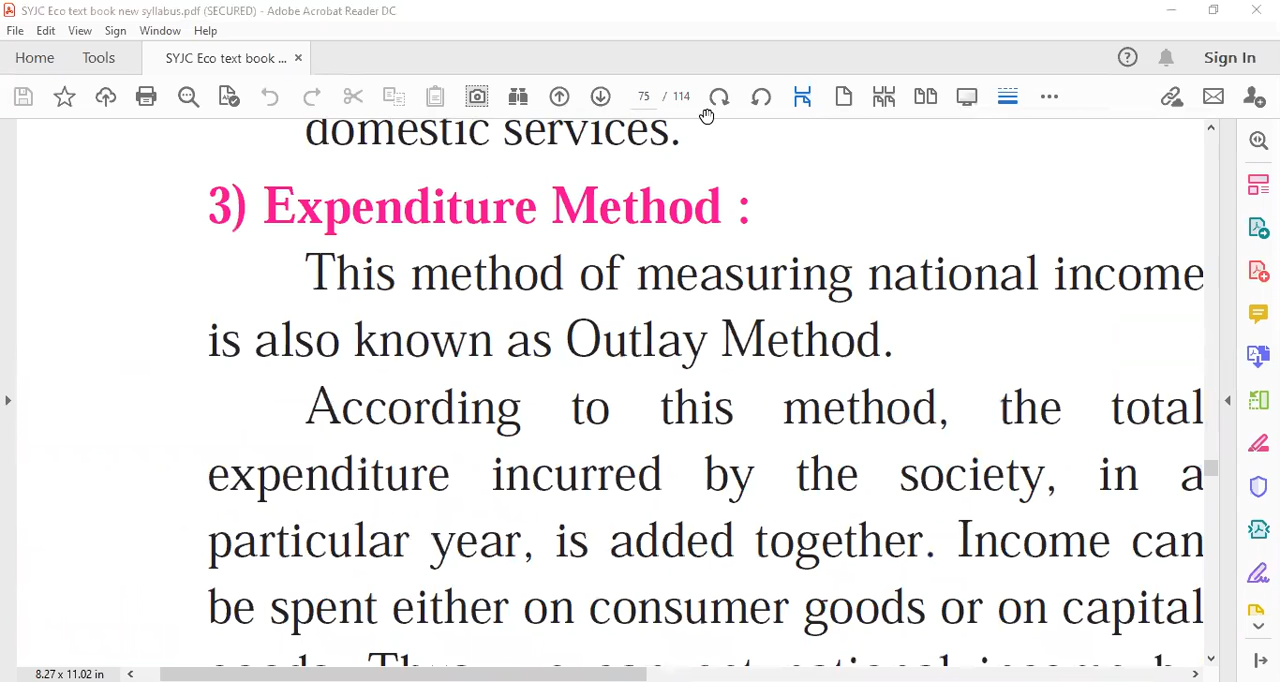 SYJC Eco text book new syllabus.pdf (SECURED) - Adobe Acrobat Reader DC
File Edit View Sign Window Help
Home Tools SYJC Eco text book ... × Sign In
75 / 114
domestic services.
3) Expenditure Method :
This method of measuring national income
is also known as Outlay Method.
According to this method, the total
expenditure incurred by the society, in a
particular year, is added together. Income can
be spent either on consumer goods or on capital
8.27 x 11.02 in